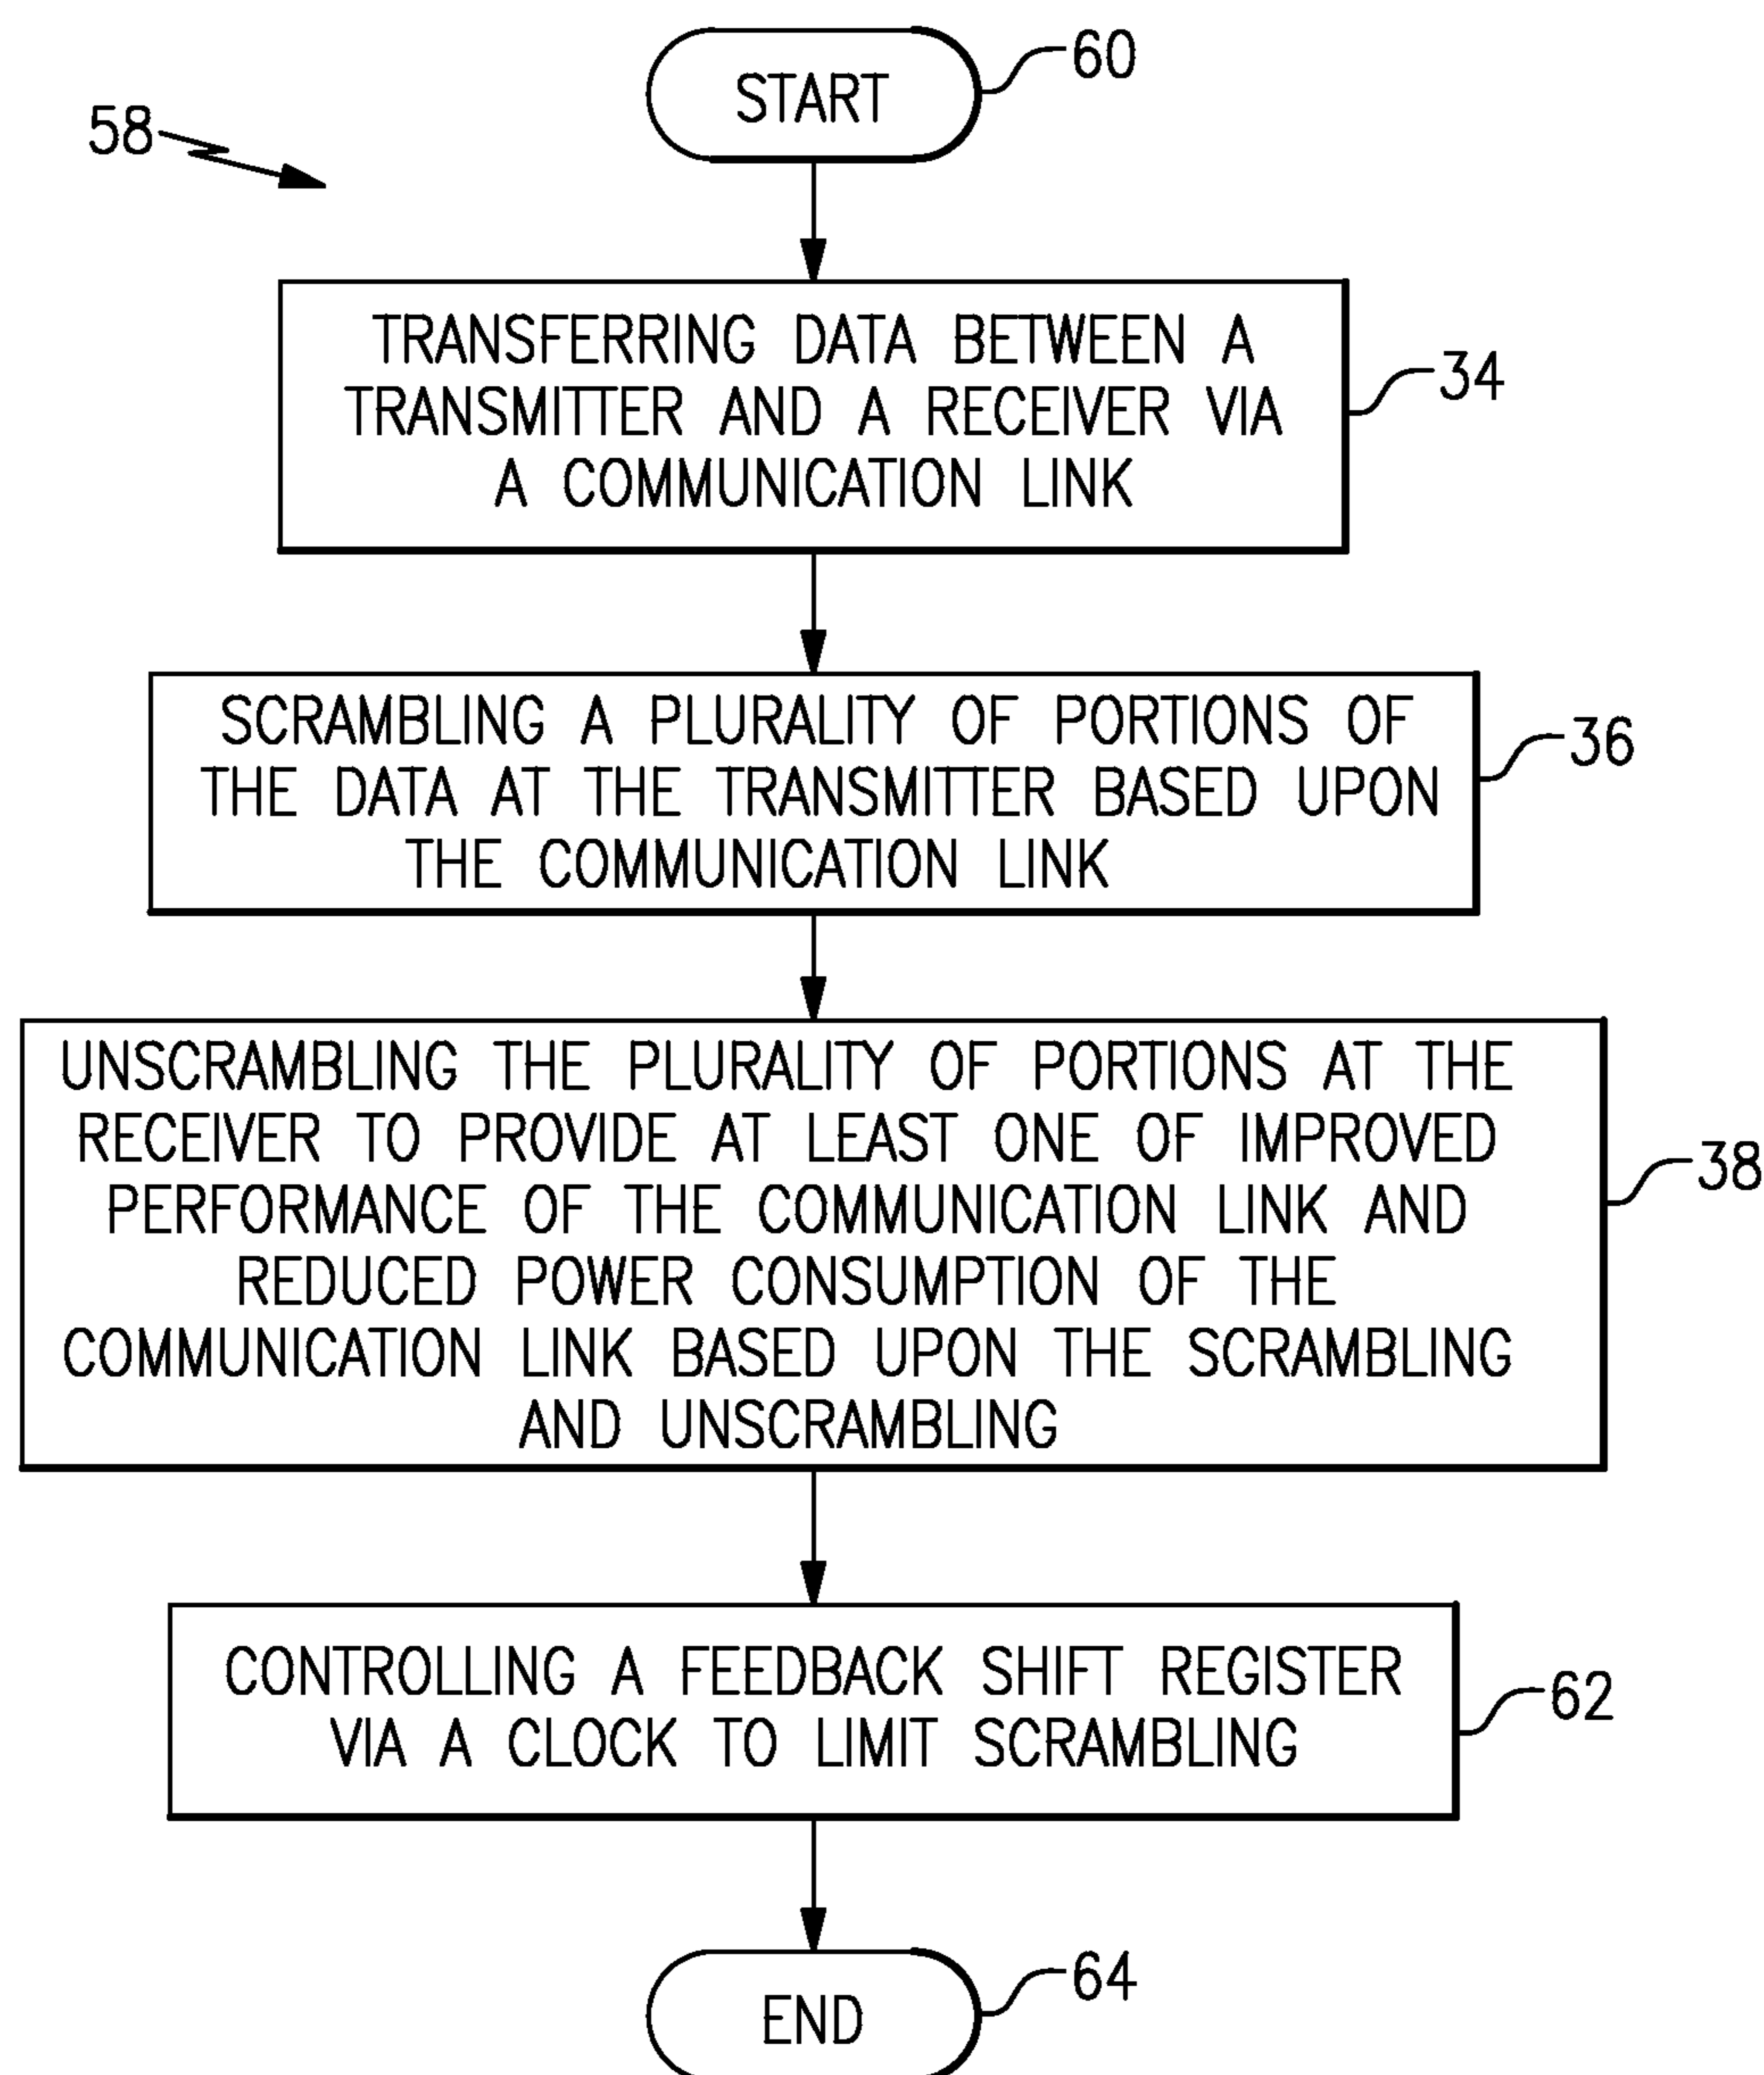 60
START
58
TRANSFERRING DATA BETWEEN A
TRANSMITTER AND A RECEIVER VIA
A COMMUNICATION LINK
34
SCRAMBLING A PLURALITY OF PORTIONS OF
THE DATA AT THE TRANSMITTER BASED UPON
THE COMMUNICATION LINK
36
UNSCRAMBLING THE PLURALITY OF PORTIONS AT THE
RECEIVER TO PROVIDE AT LEAST ONE OF IMPROVED
PERFORMANCE OF THE COMMUNICATION LINK AND
REDUCED POWER CONSUMPTION OF THE
COMMUNICATION LINK BASED UPON THE SCRAMBLING
AND UNSCRAMBLING
38
CONTROLLING A FEEDBACK SHIFT REGISTER
VIA A CLOCK TO LIMIT SCRAMBLING
62
64
END